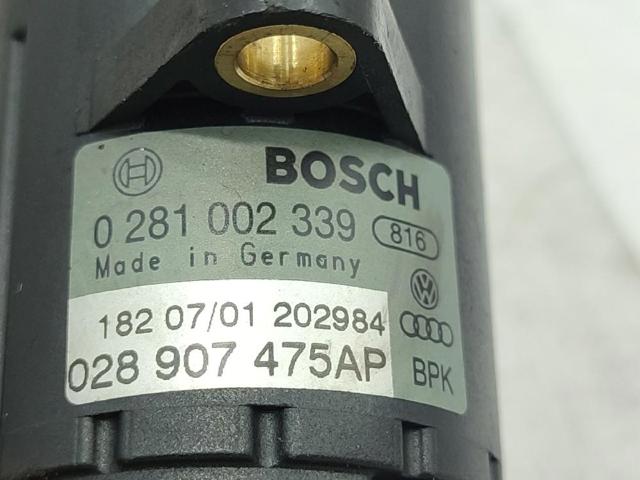 BOSCH
0 281 002 339 816
Made in Germany
182 07/01 202984
028 907 475AP BPK